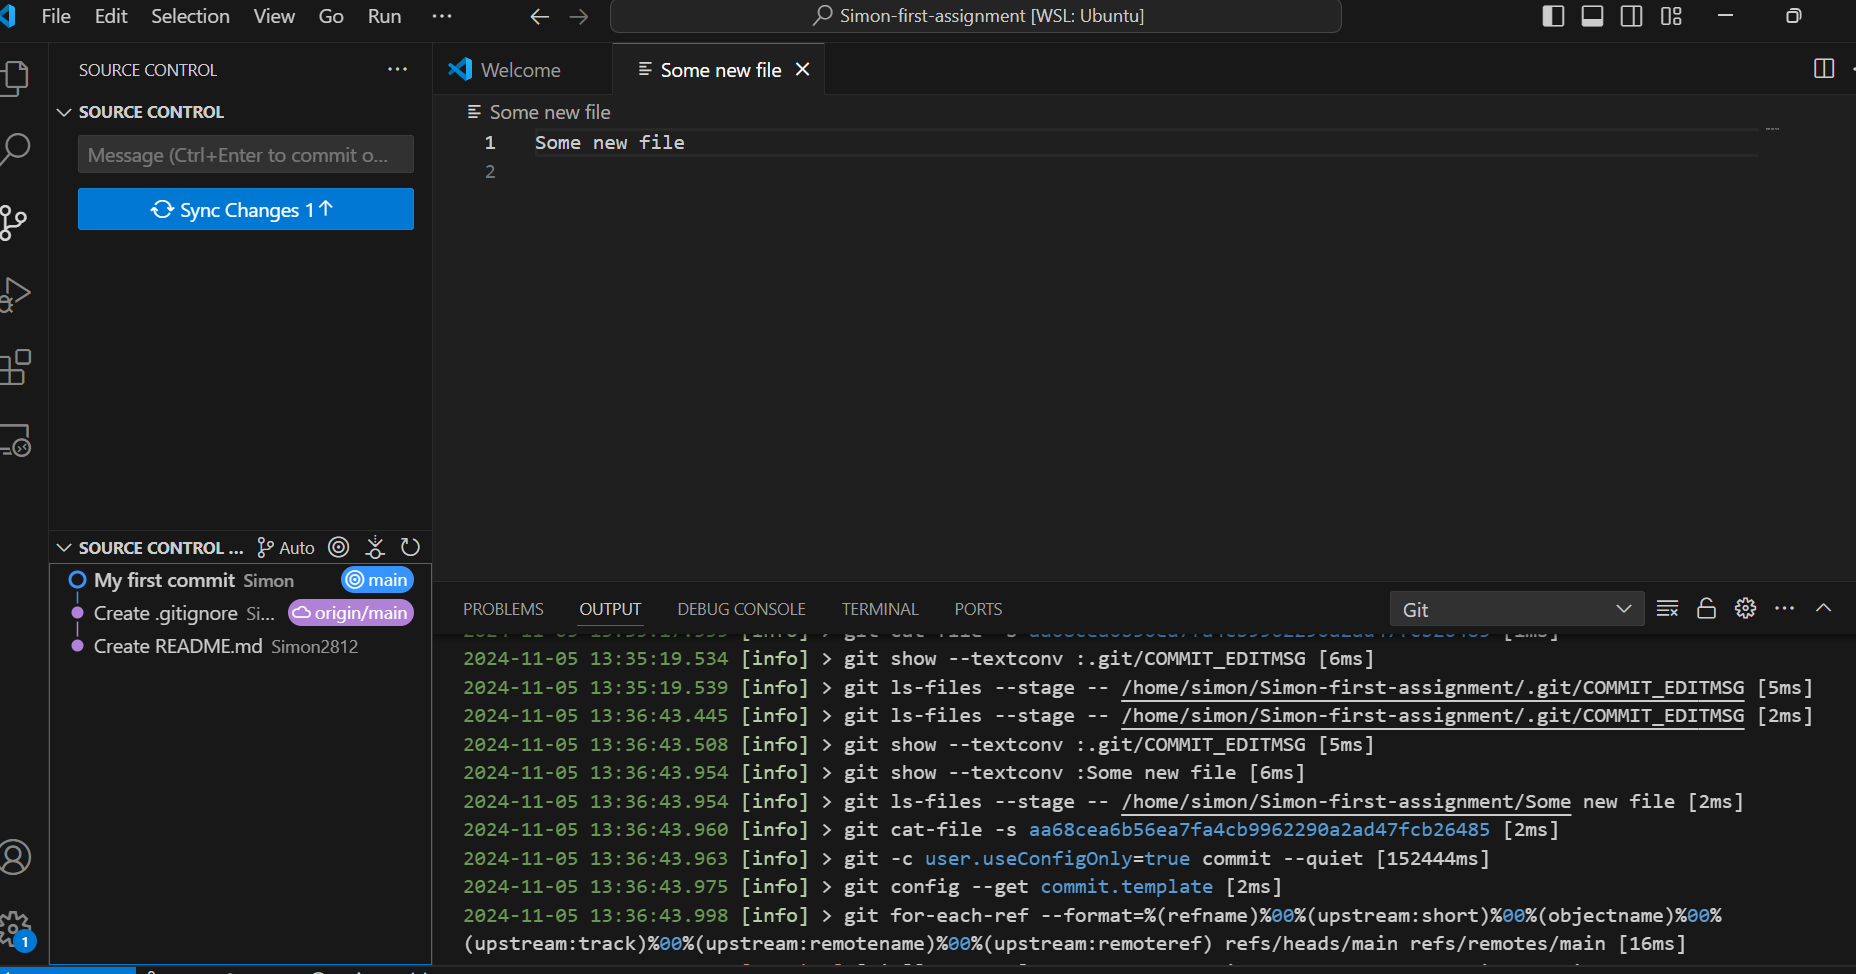 File Edit Selection View Go Run ···
Simon-first-assignment [WSL: Ubuntu]
SOURCE CONTROL
Welcome
Some new file
SOURCE CONTROL
Message (Ctrl+Enter to commit o...
Sync Changes 1↑
Some new file
1 Some new file
2
SOURCE CONTROL ... Auto
My first commit Simon main
Create .gitignore Si... origin/main
Create README.md Simon2812
PROBLEMS OUTPUT DEBUG CONSOLE TERMINAL PORTS
Git
2024-11-05 13:35:19.534 [info] > git show --textconv :.git/COMMIT_EDITMSG [6ms]
2024-11-05 13:35:19.539 [info] > git ls-files --stage -- /home/simon/Simon-first-assignment/.git/COMMIT_EDITMSG [5ms]
2024-11-05 13:36:43.445 [info] > git ls-files --stage -- /home/simon/Simon-first-assignment/.git/COMMIT_EDITMSG [2ms]
2024-11-05 13:36:43.508 [info] > git show --textconv :.git/COMMIT_EDITMSG [5ms]
2024-11-05 13:36:43.954 [info] > git show --textconv :Some new file [6ms]
2024-11-05 13:36:43.954 [info] > git ls-files --stage -- /home/simon/Simon-first-assignment/Some new file [2ms]
2024-11-05 13:36:43.960 [info] > git cat-file -s aa68cea6b56ea7fa4cb9962290a2ad47fcb26485 [2ms]
2024-11-05 13:36:43.963 [info] > git -c user.useConfigOnly=true commit --quiet [152444ms]
2024-11-05 13:36:43.975 [info] > git config --get commit.template [2ms]
2024-11-05 13:36:43.998 [info] > git for-each-ref --format=%(refname)%00%(upstream:short)%00%(objectname)%00%
(upstream:track)%00%(upstream:remotename)%00%(upstream:remoteref) refs/heads/main refs/remotes/main [16ms]
1